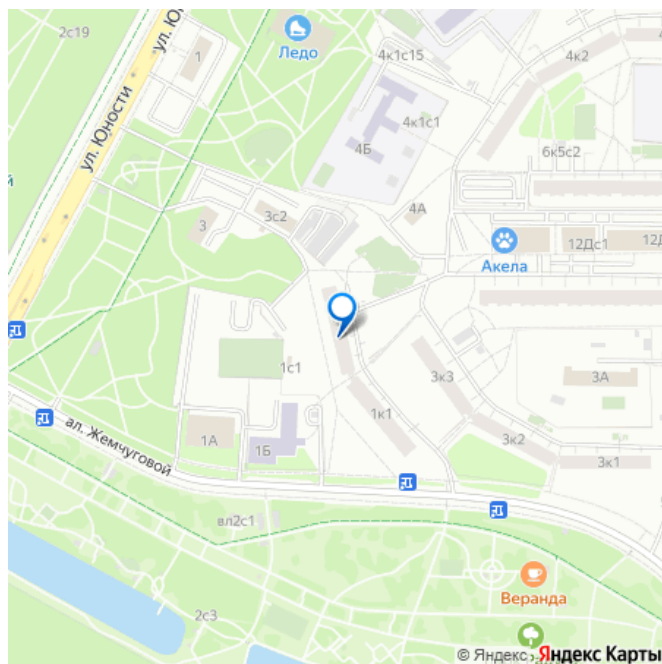 2с19
1
ул. Юности
Ледо
4к1с15
4к2
4к1с1
4Б
6к5с2
4А
3с2
3
12Дс1
Акела
1с1
3к3
3А
1к1
1А
1Б
3к2
3к1
ал. Жемчуговой
вл2с1
Веранда
2с3
© Яндекс
Яндекс Карты